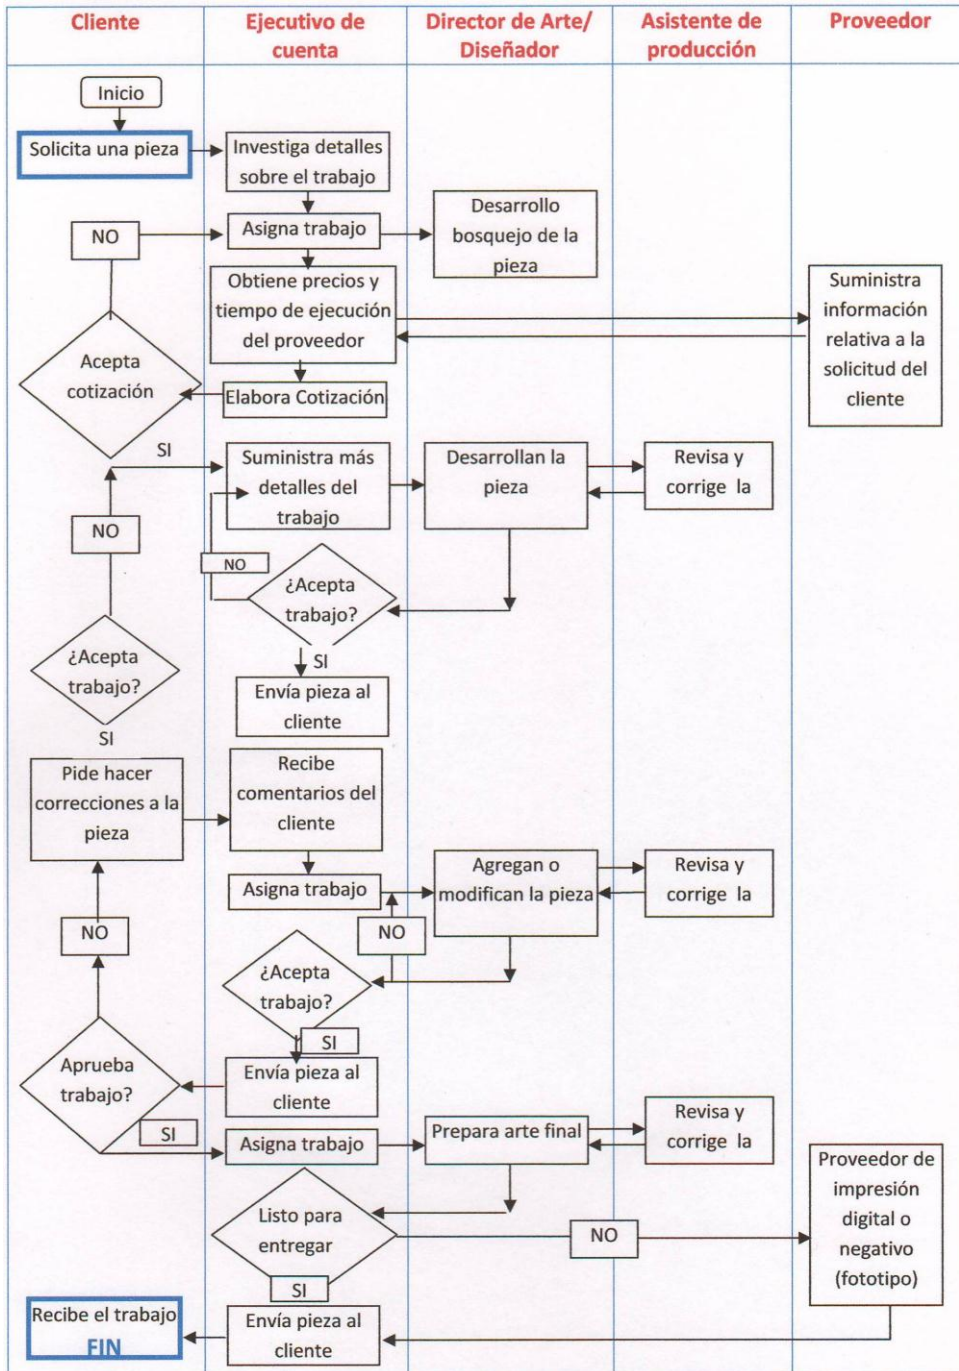 Cliente
Ejecutivo de
cuenta
Director de Arte/
Diseñador
Asistente de
producción
Proveedor
Inicio
Solicita una pieza
Investiga detalles
sobre el trabajo
NO
Asigna trabajo
Desarrollo
bosquejo de la
pieza
Obtiene precios y
tiempo de ejecución
del proveedor
Suministra
información
relativa a la
solicitud del
cliente
Acepta
cotización
Elabora Cotización
SI
Suministra más
detalles del
trabajo
Desarrollan la
pieza
Revisa y
corrige la
NO
NO
¿Acepta
trabajo?
¿Acepta
trabajo?
SI
SI
Envía pieza al
cliente
Pide hacer
correcciones a la
pieza
Recibe
comentarios del
cliente
Asigna trabajo
Agregan o
modifican la pieza
Revisa y
corrige la
NO
NO
¿Acepta
trabajo?
SI
Aprueba
trabajo?
Envía pieza al
cliente
SI
Asigna trabajo
Prepara arte final
Revisa y
corrige la
Listo para
entregar
NO
Proveedor de
impresión
digital o
negativo
(fototipo)
SI
Recibe el trabajo
FIN
Envía pieza al
cliente